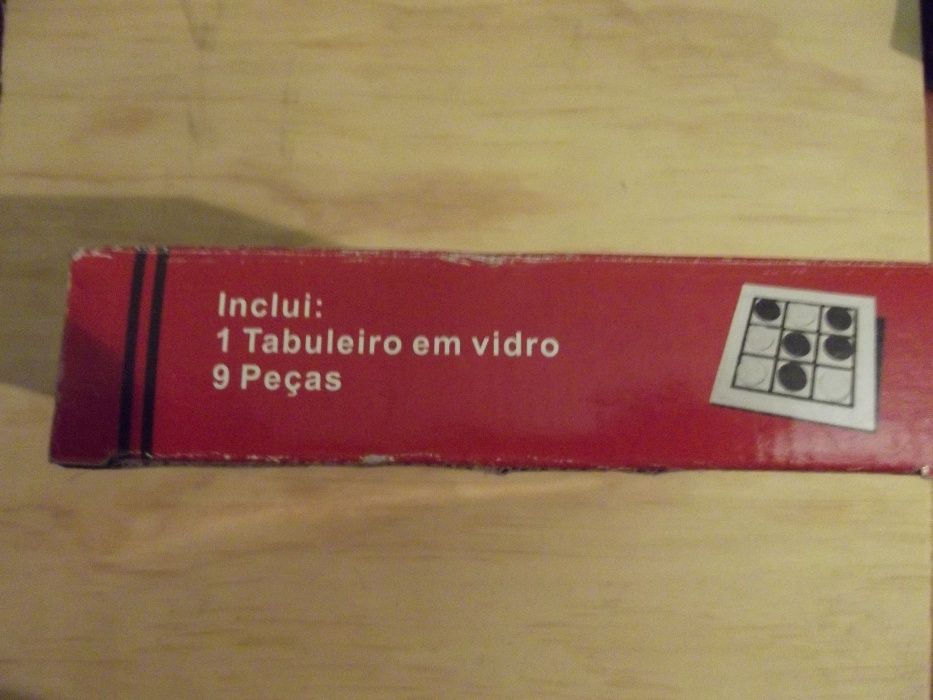 Inclui:
1 Tabuleiro em vidro
9 Peças